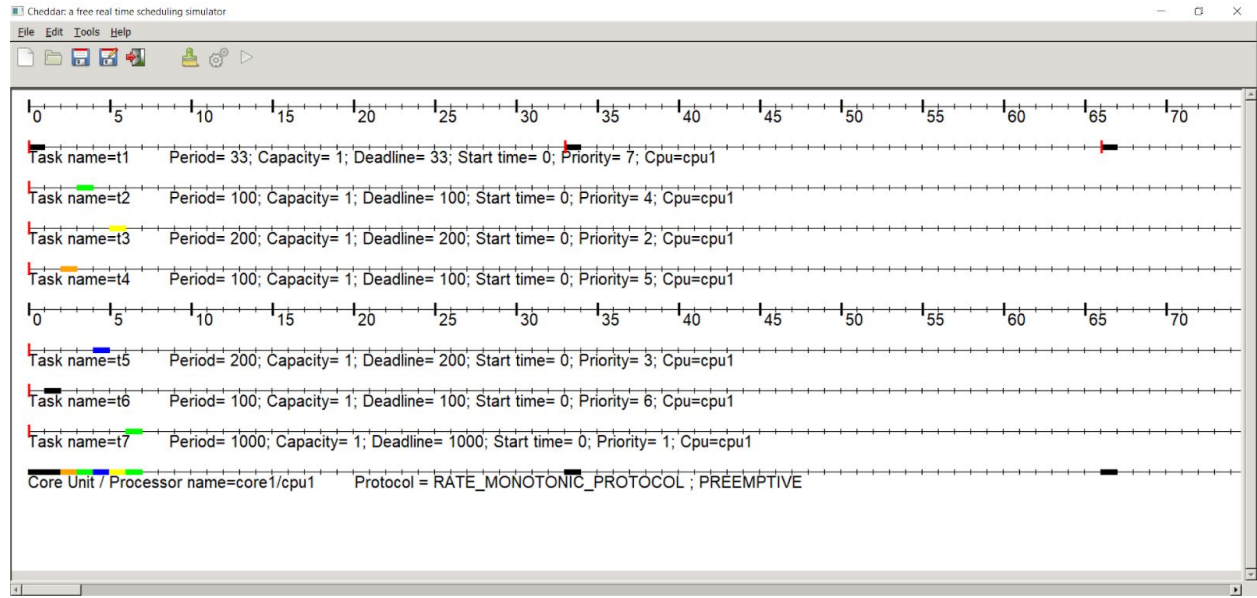 Cheddar: a free real time scheduling simulator
File Edit Tools Help
0 5 10 15 20 25 30 35 40 45 50 55 60 65 70
Task name=t1 Period= 33; Capacity= 1; Deadline= 33; Start time= 0; Priority= 7; Cpu=cpu1
Task name=t2 Period= 100; Capacity= 1; Deadline= 100; Start time= 0; Priority= 4; Cpu=cpu1
Task name=t3 Period= 200; Capacity= 1; Deadline= 200; Start time= 0; Priority= 2; Cpu=cpu1
Task name=t4 Period= 100; Capacity= 1; Deadline= 100; Start time= 0; Priority= 5; Cpu=cpu1
0 5 10 15 20 25 30 35 40 45 50 55 60 65 70
Task name=t5 Period= 200; Capacity= 1; Deadline= 200; Start time= 0; Priority= 3; Cpu=cpu1
Task name=t6 Period= 100; Capacity= 1; Deadline= 100; Start time= 0; Priority= 6; Cpu=cpu1
Task name=t7 Period= 1000; Capacity= 1; Deadline= 1000; Start time= 0; Priority= 1; Cpu=cpu1
Core Unit / Processor name=core1/cpu1 Protocol = RATE_MONOTONIC_PROTOCOL ; PREEMPTIVE